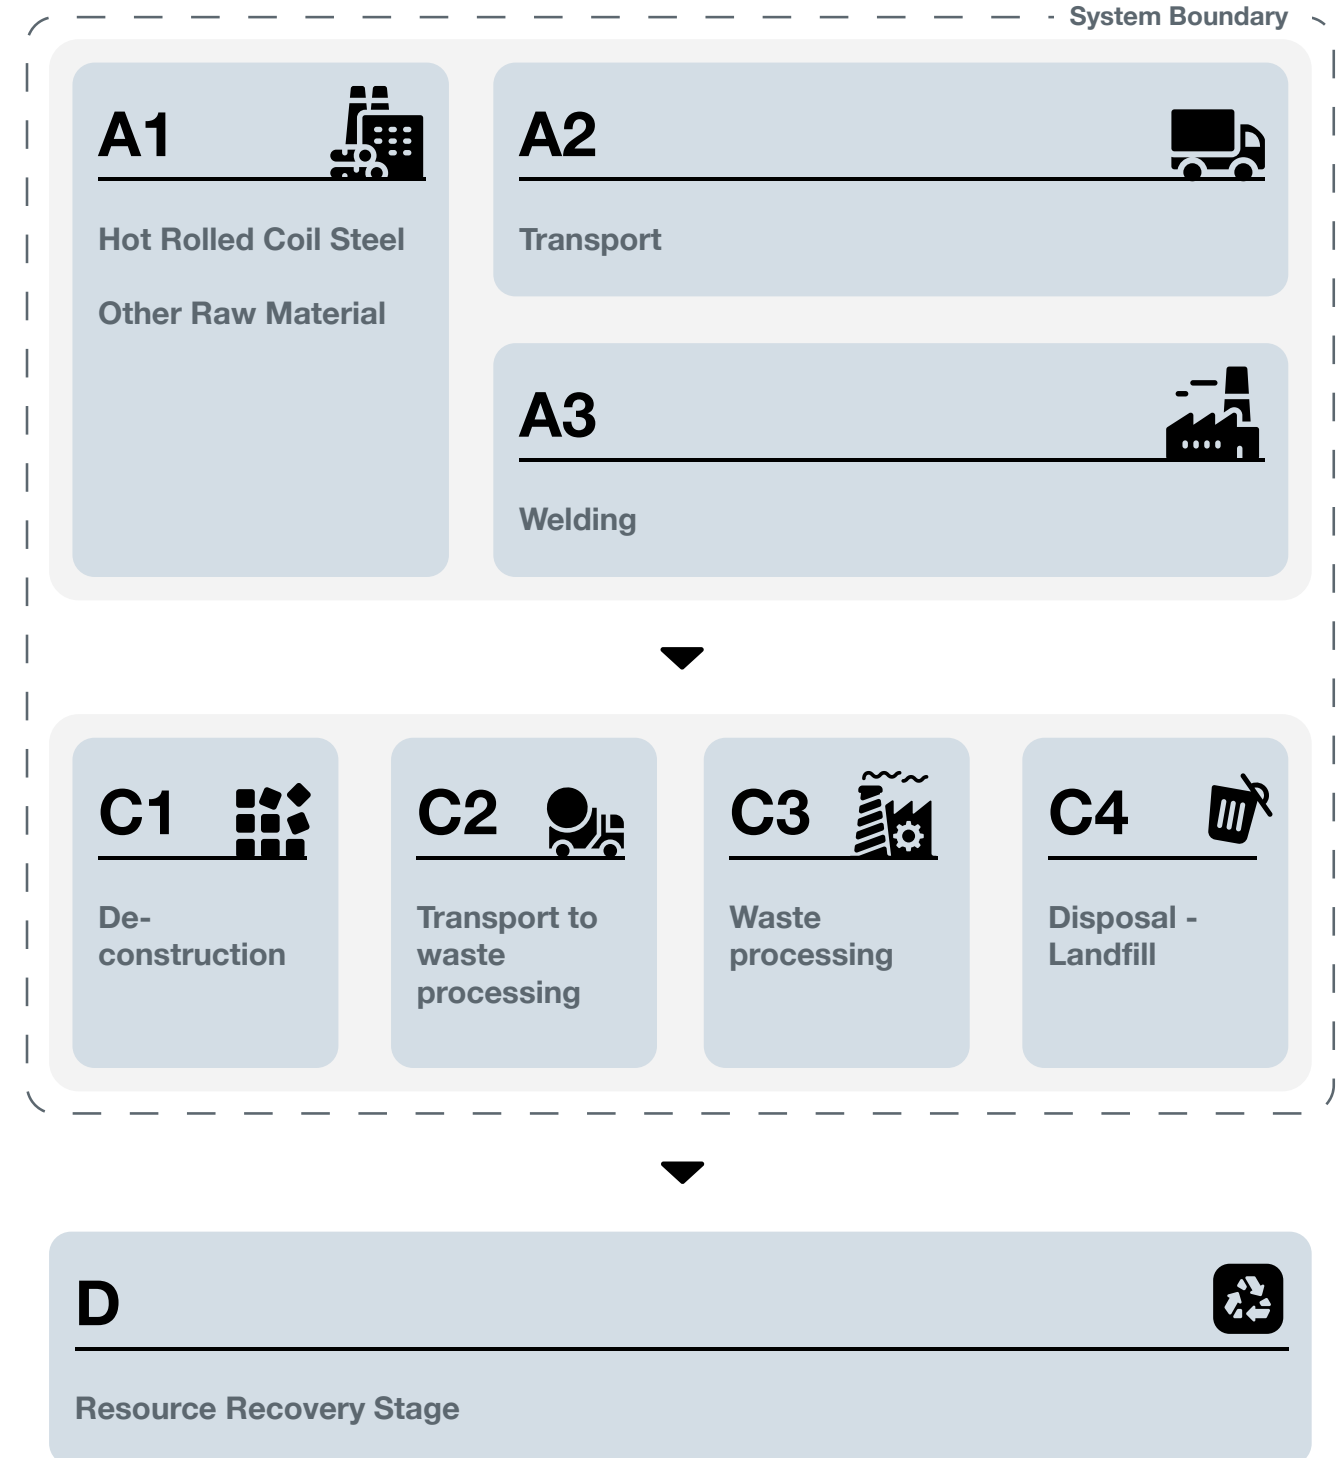 System Boundary
A1
Hot Rolled Coil Steel
Other Raw Material
A2
Transport
A3
Welding
C1
De-
construction
C2
Transport to
waste
processing
C3
Waste
processing
C4
Disposal -
Landfill
D
Resource Recovery Stage